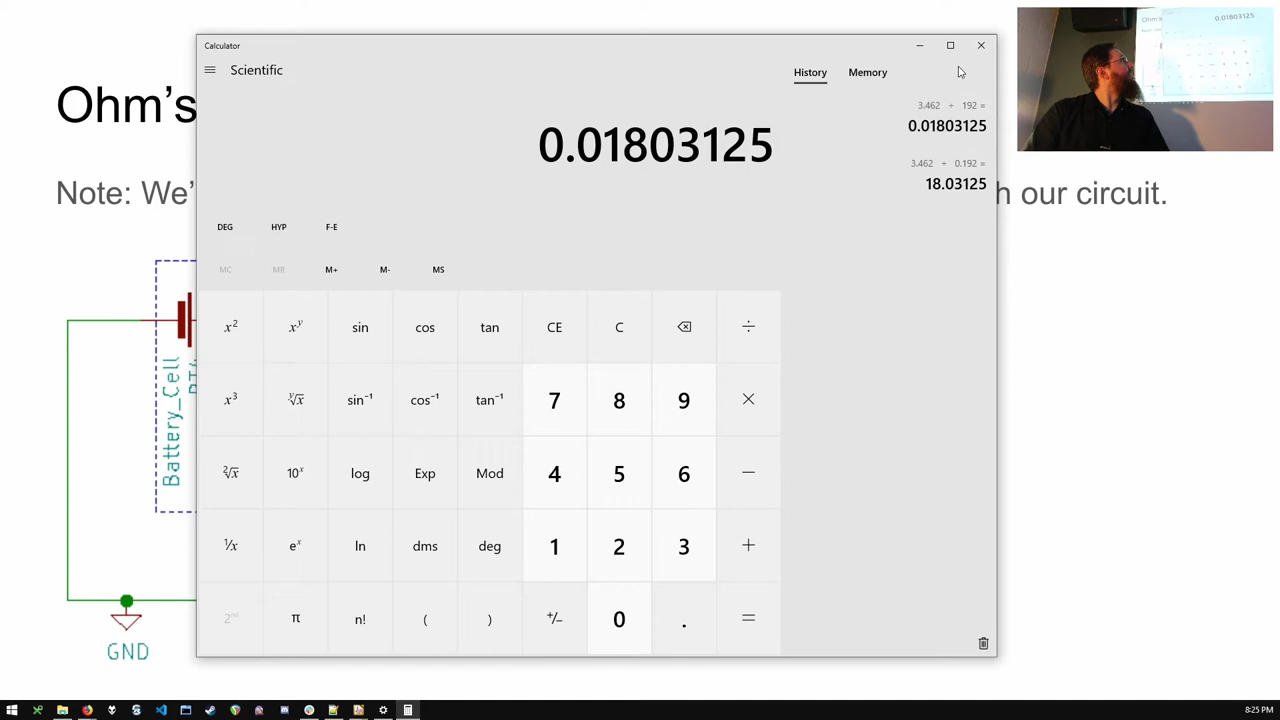 Calculator
Scientific
History
Memory
3.462 ÷ 192 =
0.01803125
3.462 ÷ 0.192 =
18.03125
0.01803125
Ohm's
Note: We'
h our circuit.
DEG HYP F-E
MC MR M+ M- MS
x² xʸ sin cos tan CE C ÷
x³ ʸ√x sin⁻¹ cos⁻¹ tan⁻¹ 7 8 9 ×
²√x 10ˣ log Exp Mod 4 5 6 −
¹/x eˣ ln dms deg 1 2 3 +
2ⁿᵈ π n! ( ) +/− 0 . =
Battery_Cell
GND
0.01803125
8:25 PM